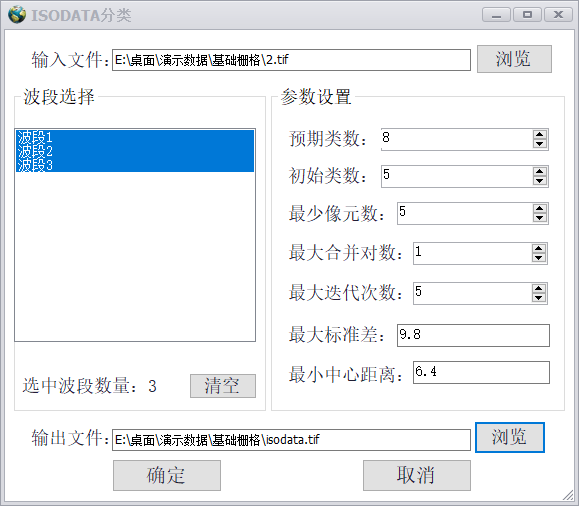 ISODATA分类
输入文件: E:\桌面\演示数据\基础栅格\2.tif 浏览
波段选择
波段1
波段2
波段3
选中波段数量: 3 清空
参数设置
预期类数: 8
初始类数: 5
最少像元数: 5
最大合并对数: 1
最大迭代次数: 5
最大标准差: 9.8
最小中心距离: 6.4
输出文件: E:\桌面\演示数据\基础栅格\isodata.tif 浏览
确定 取消